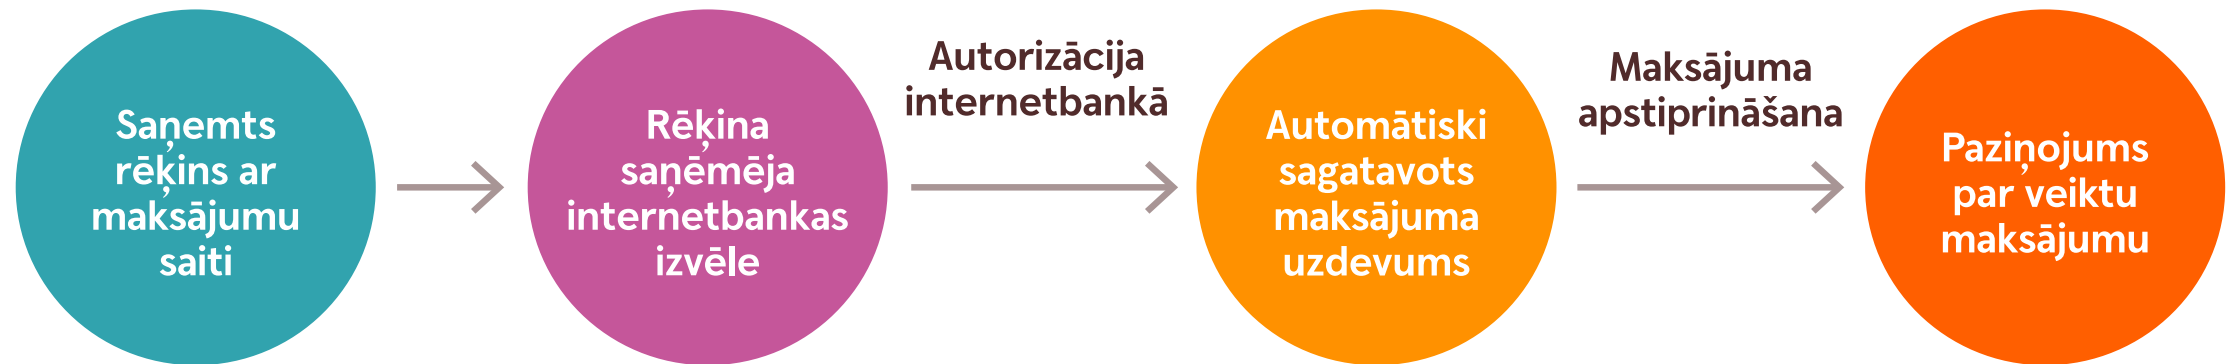 Saņemts
rēķins ar
maksājumu
saiti
Rēķina
saņēmēja
internetbankas
izvēle
Autorizācija
internetbankā
Automātiski
sagatavots
maksājuma
uzdevums
Maksājuma
apstiprināšana
Paziņojums
par veiktu
maksājumu